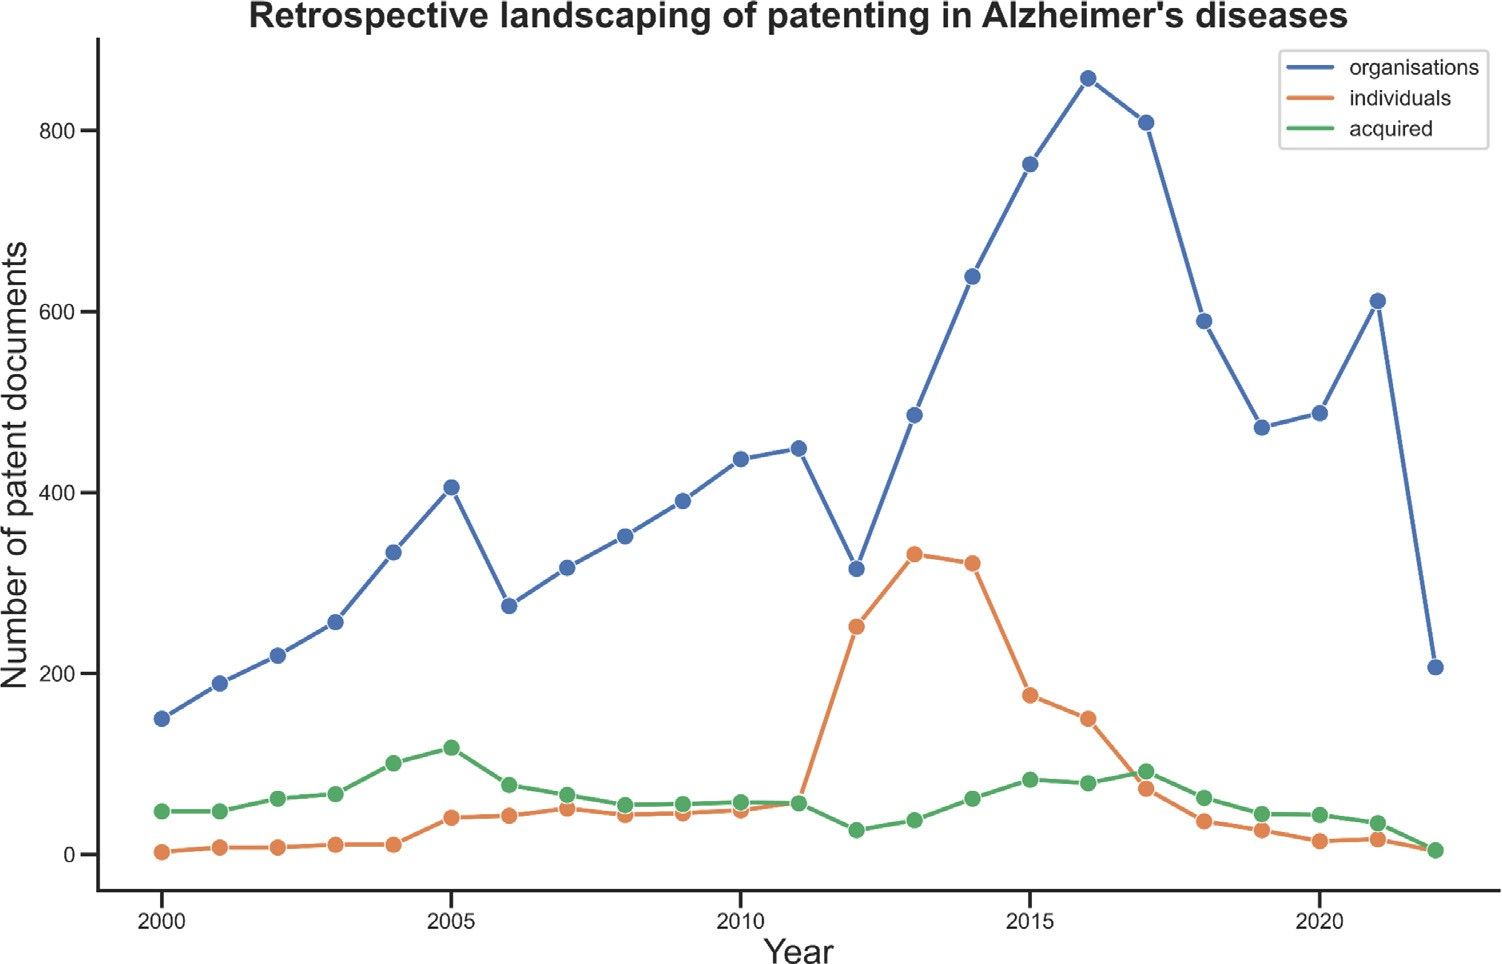 Retrospective landscaping of patenting in Alzheimer's diseases
organisations
individuals
acquired
Number of patent documents
800
600
400
200
0
2000 2005 2010 2015 2020
Year